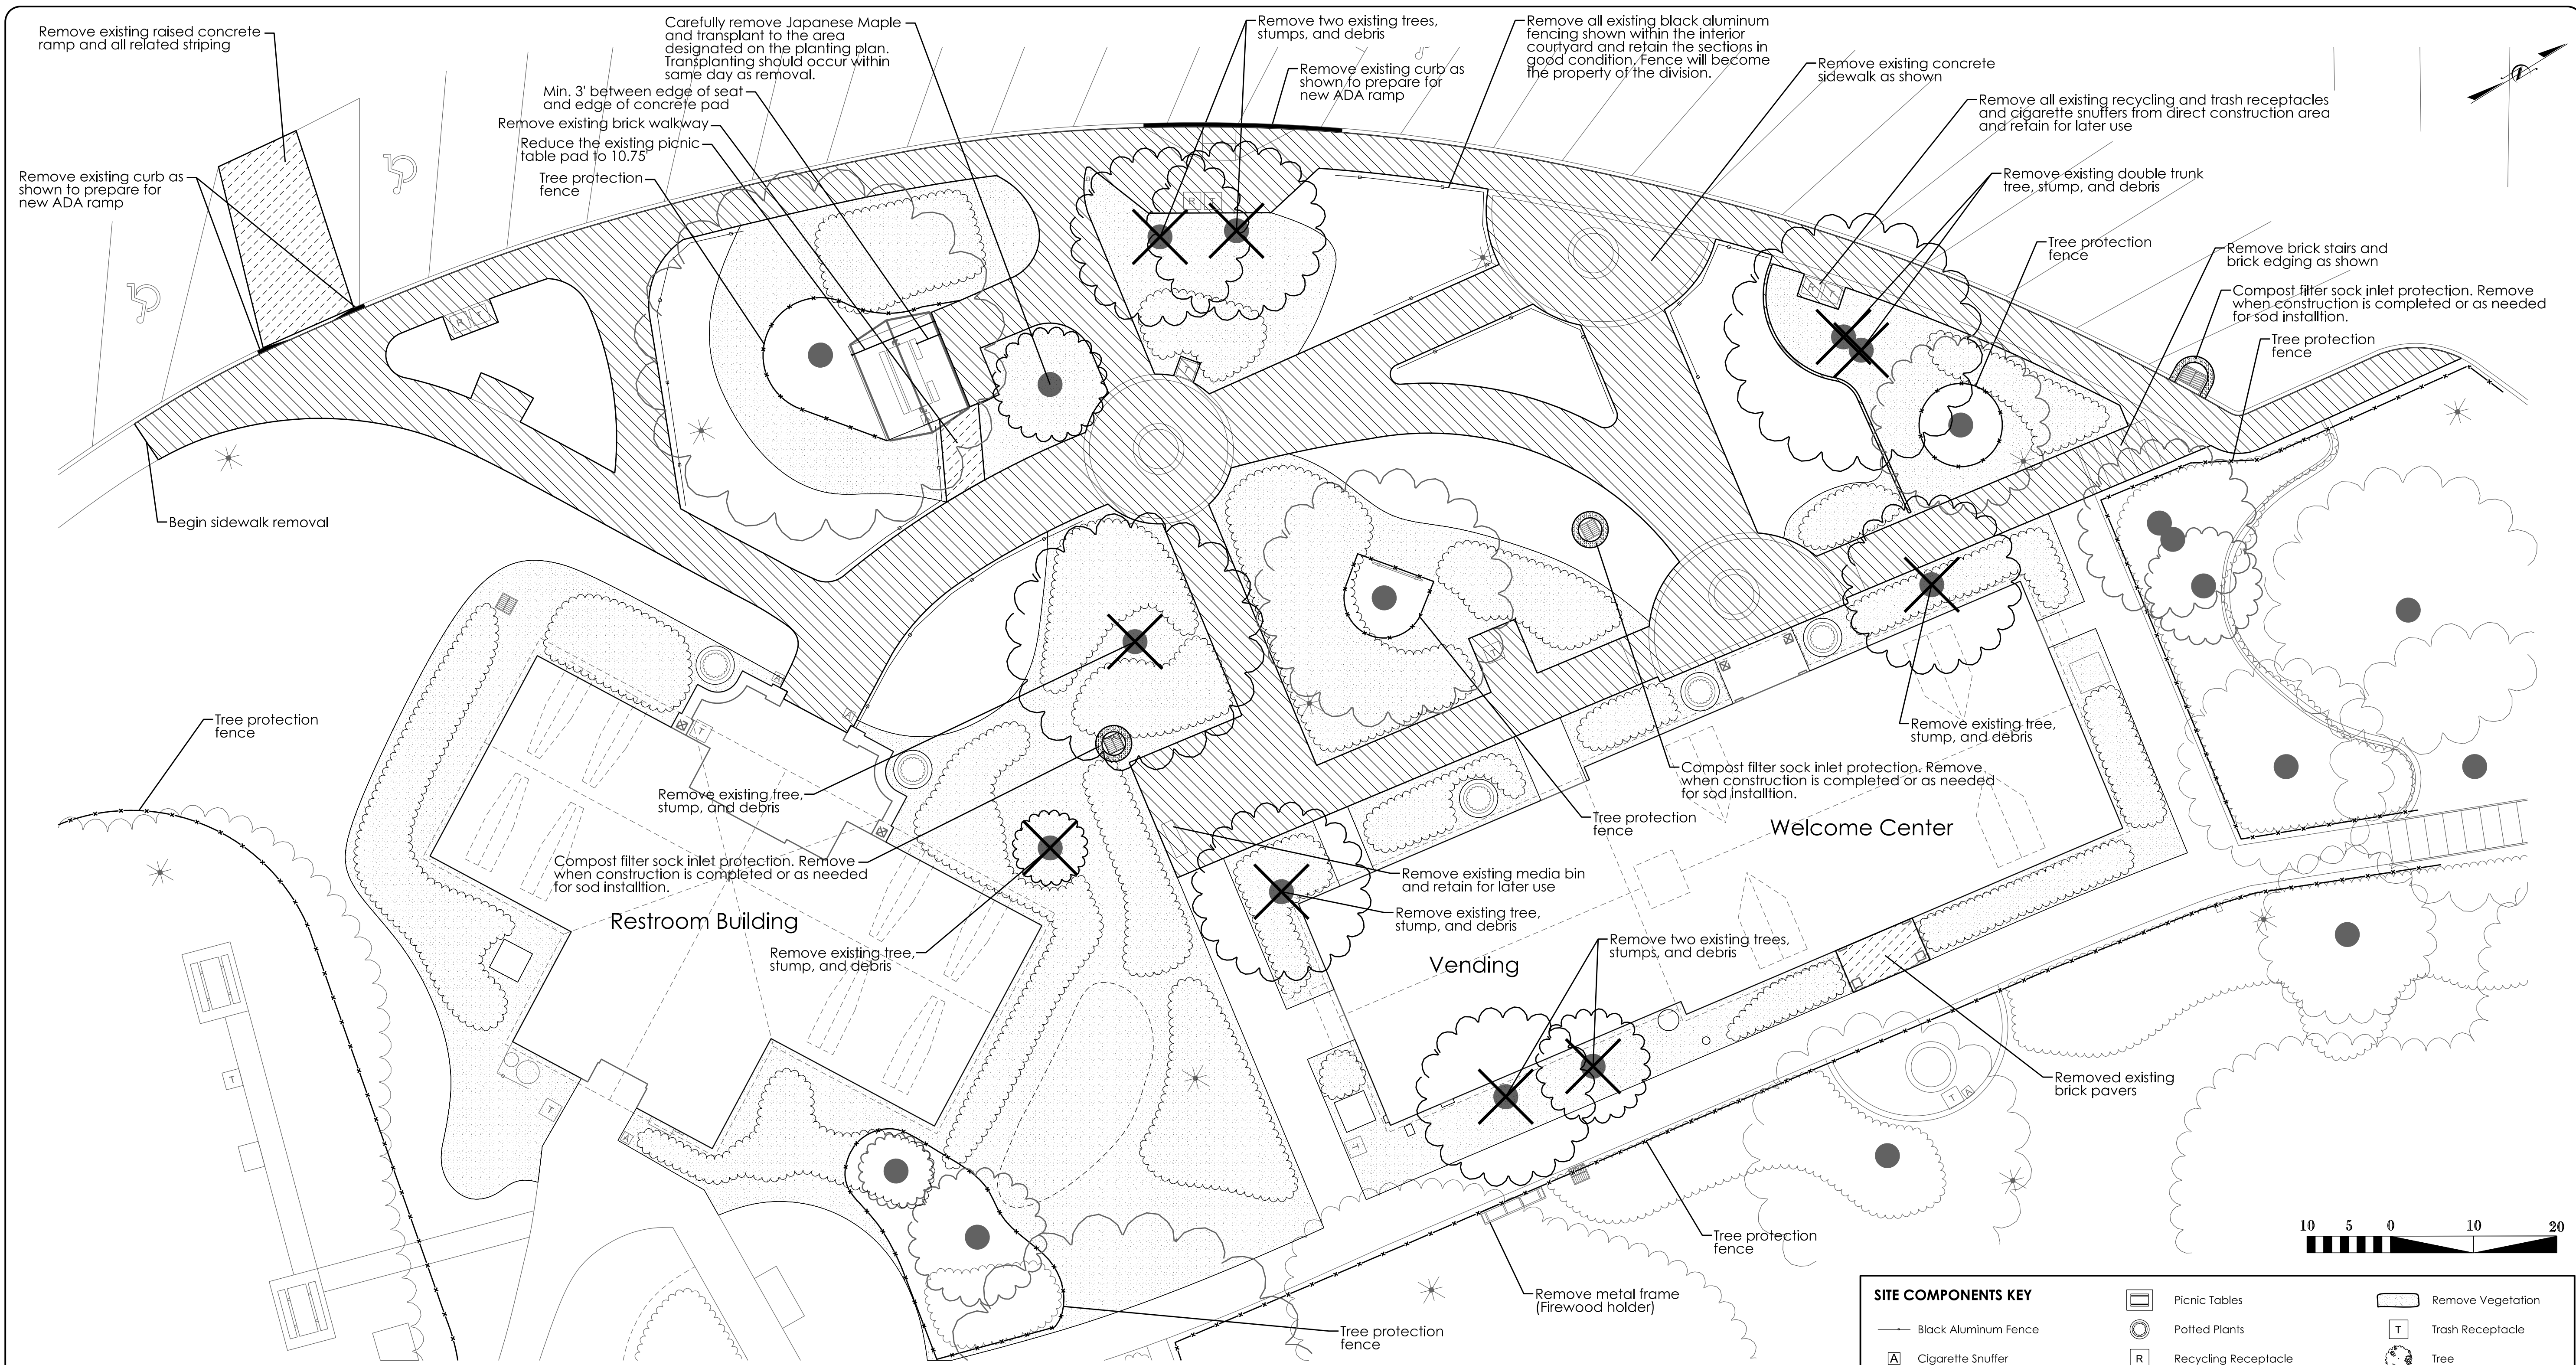 Remove existing raised concrete
ramp and all related striping
Carefully remove Japanese Maple
and transplant to the area
designated on the planting plan.
Transplanting should occur within
same day as removal.
Remove two existing trees,
stumps, and debris
Remove all existing black aluminum
fencing shown within the interior
courtyard and retain the sections in
good condition. Fence will become
the property of the division.
Remove existing curb as
shown to prepare for
new ADA ramp
Remove existing concrete
sidewalk as shown
Min. 3' between edge of seat
and edge of concrete pad
Remove existing brick walkway
Reduce the existing picnic
table pad to 10.75'
Tree protection
fence
Remove all existing recycling and trash receptacles
and cigarette snuffers from direct construction area
and retain for later use
Remove existing curb as
shown to prepare for
new ADA ramp
Remove existing double trunk
tree, stump, and debris
Tree protection
fence
Remove brick stairs and
brick edging as shown
Compost filter sock inlet protection. Remove
when construction is completed or as needed
for sod installtion.
Tree protection
fence
R T
R T
R T
T
Begin sidewalk removal
T
A
A
T
Tree protection
fence
Remove existing tree,
stump, and debris
Remove existing tree,
stump, and debris
Compost filter sock inlet protection. Remove
when construction is completed or as needed
for sod installtion.
Tree protection
fence
Welcome Center
Compost filter sock inlet protection. Remove
when construction is completed or as needed
for sod installtion.
Remove existing media bin
and retain for later use
Remove existing tree,
stump, and debris
Restroom Building
Remove existing tree,
stump, and debris
Vending
Remove two existing trees,
stumps, and debris
Removed existing
brick pavers
T
T
A
T
T A
Tree protection
fence
Remove metal frame
(Firewood holder)
Tree protection
fence
10 5 0 10 20
SITE COMPONENTS KEY
Black Aluminum Fence
A Cigarette Snuffer
Picnic Tables
Potted Plants
R Recycling Receptacle
Remove Vegetation
T Trash Receptacle
Tree